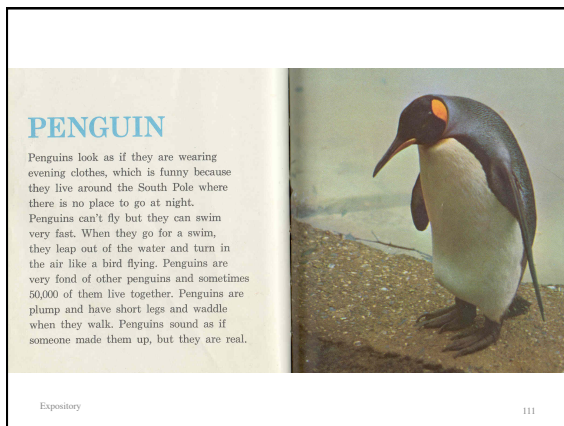 PENGUIN
Penguins look as if they are wearing
evening clothes, which is funny because
they live around the South Pole where
there is no place to go at night.
Penguins can't fly but they can swim
very fast. When they go for a swim,
they leap out of the water and turn in
the air like a bird flying. Penguins are
very fond of other penguins and sometimes
50,000 of them live together. Penguins are
plump and have short legs and waddle
when they walk. Penguins sound as if
someone made them up, but they are real.
Expository
111